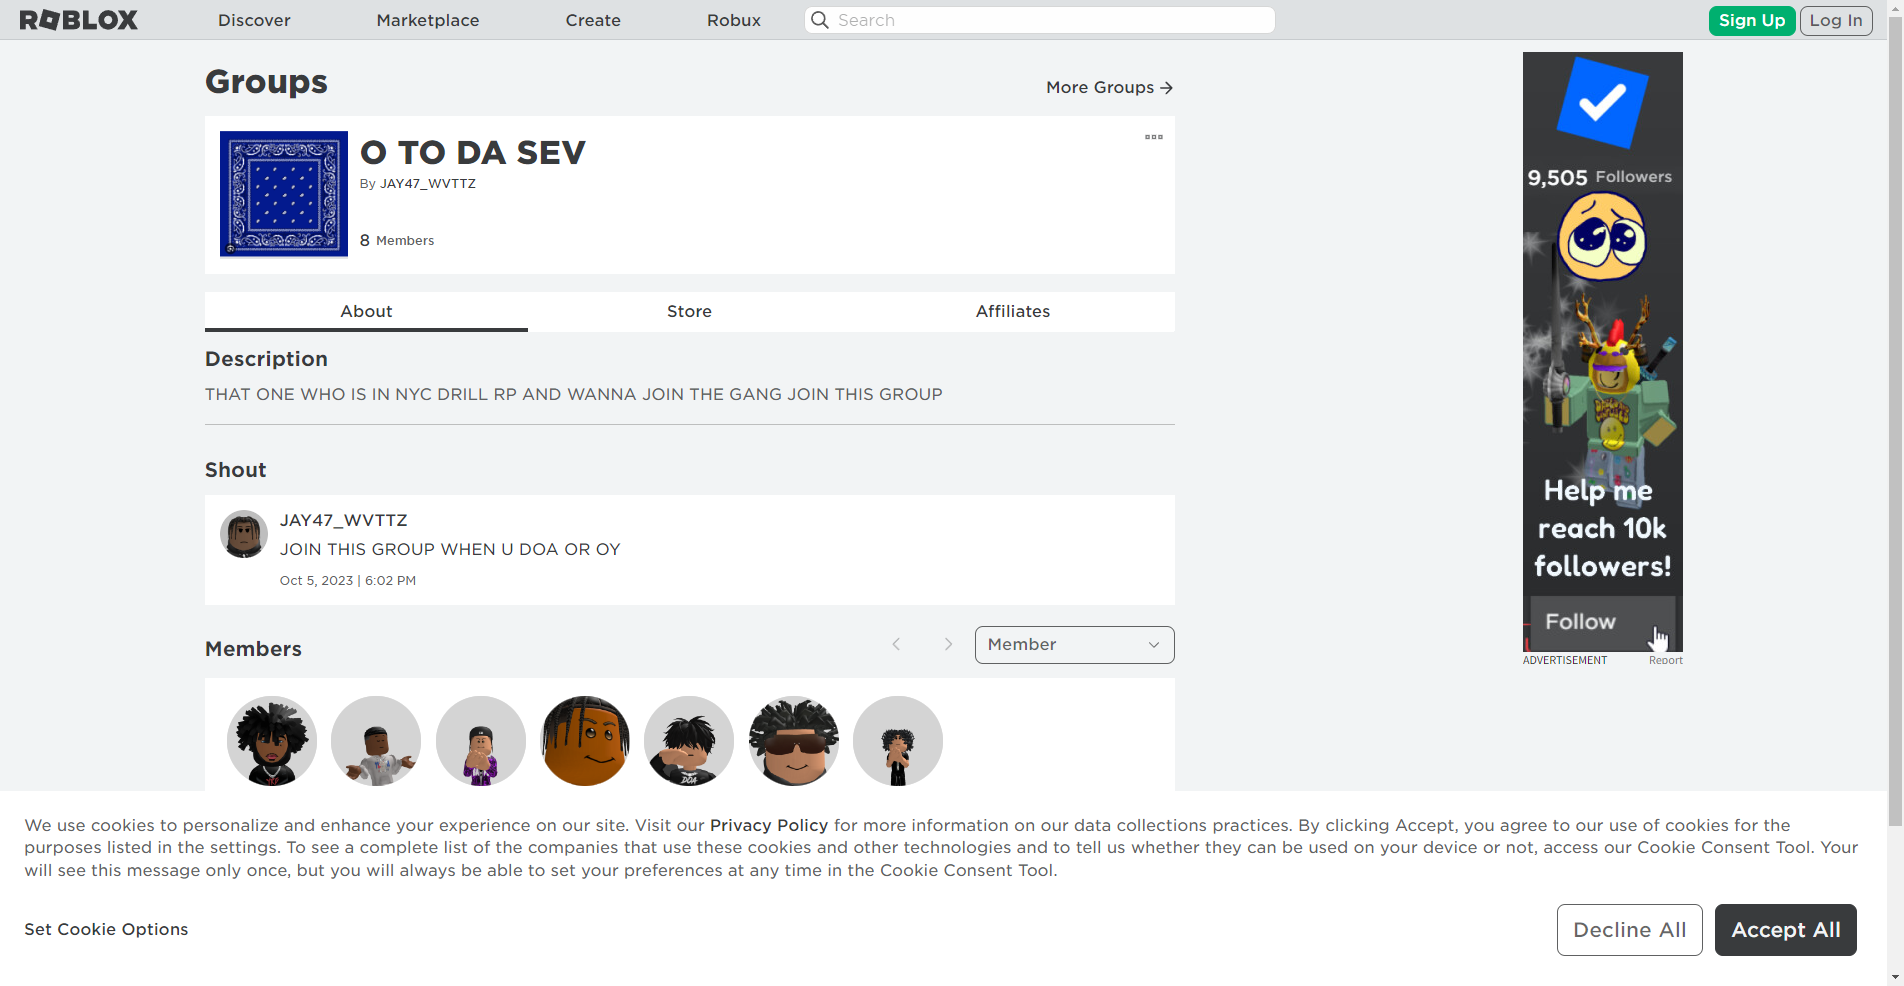 ROBLOX
Discover
Marketplace
Create
Robux
Search
Sign Up
Log In
Groups
More Groups
O TO DA SEV
By JAY47_WVTTZ
8 Members
About
Store
Affiliates
Description
THAT ONE WHO IS IN NYC DRILL RP AND WANNA JOIN THE GANG JOIN THIS GROUP
Shout
JAY47_WVTTZ
JOIN THIS GROUP WHEN U DOA OR OY
Oct 5, 2023 | 6:02 PM
Members
Member
DOA
9,505 Followers
Help me
reach 10k
followers!
Follow
ADVERTISEMENT
Report
We use cookies to personalize and enhance your experience on our site. Visit our Privacy Policy for more information on our data collections practices. By clicking Accept, you agree to our use of cookies for the
purposes listed in the settings. To see a complete list of the companies that use these cookies and other technologies and to tell us whether they can be used on your device or not, access our Cookie Consent Tool. Your
will see this message only once, but you will always be able to set your preferences at any time in the Cookie Consent Tool.
Set Cookie Options
Decline All
Accept All